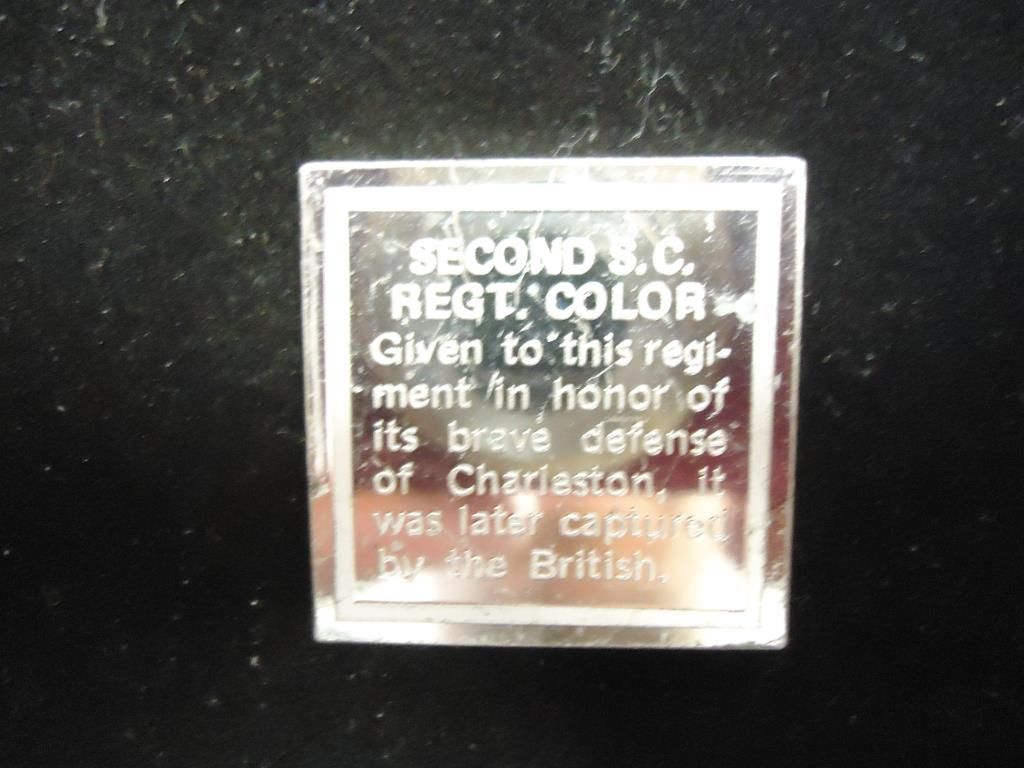 SECOND S.C.
REGT. COLOR
Given to this regi-
ment in honor of
its brave defense
of Charleston, it
was later captured
by the British.